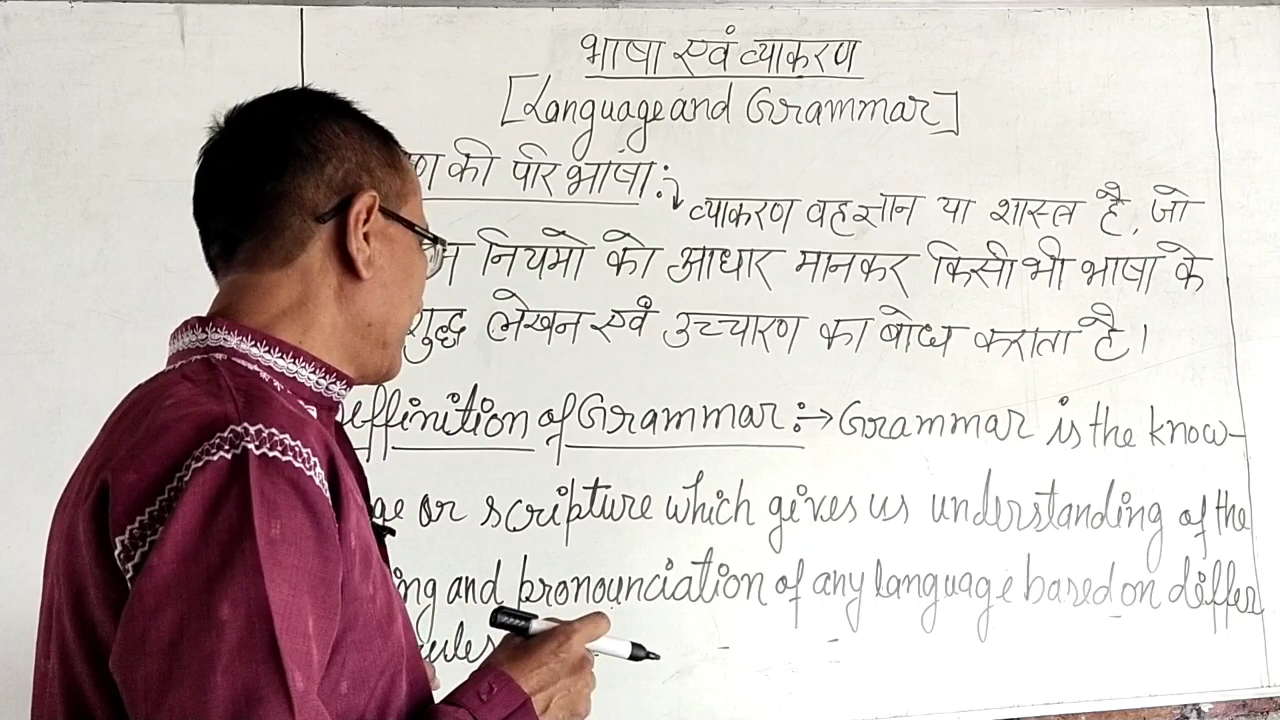 भाषा एवं व्याकरण
[Language and Grammar]
की परिभाषा :→ व्याकरण वह ज्ञान या शास्त्र है, जो
नियमों को आधार मानकर किसी भी भाषा के
शुद्ध लेखन एवं उच्चारण का बोध कराता है।
effinition of Grammar :→ Grammar is the know-
ge or scripture which gives us understanding of the
ing and pronounciation of any language based on differ
ules